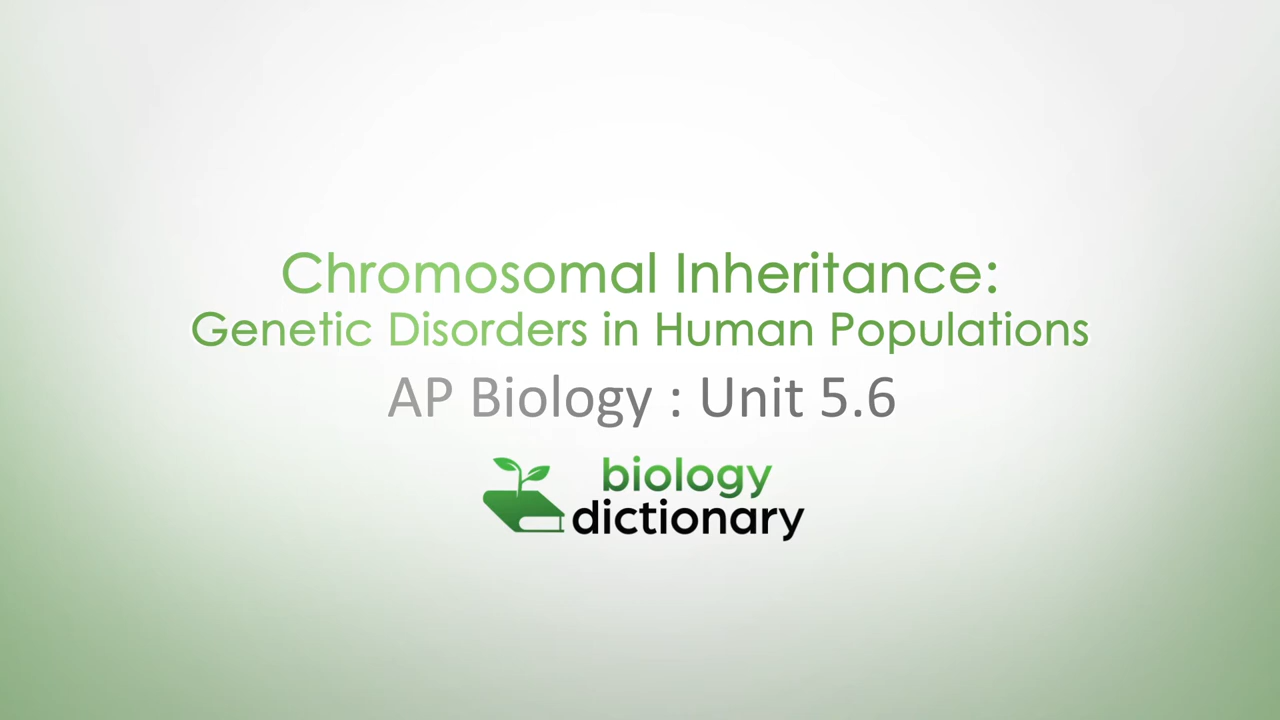 Chromosomal Inheritance:
Genetic Disorders in Human Populations
AP Biology : Unit 5.6
biology
dictionary